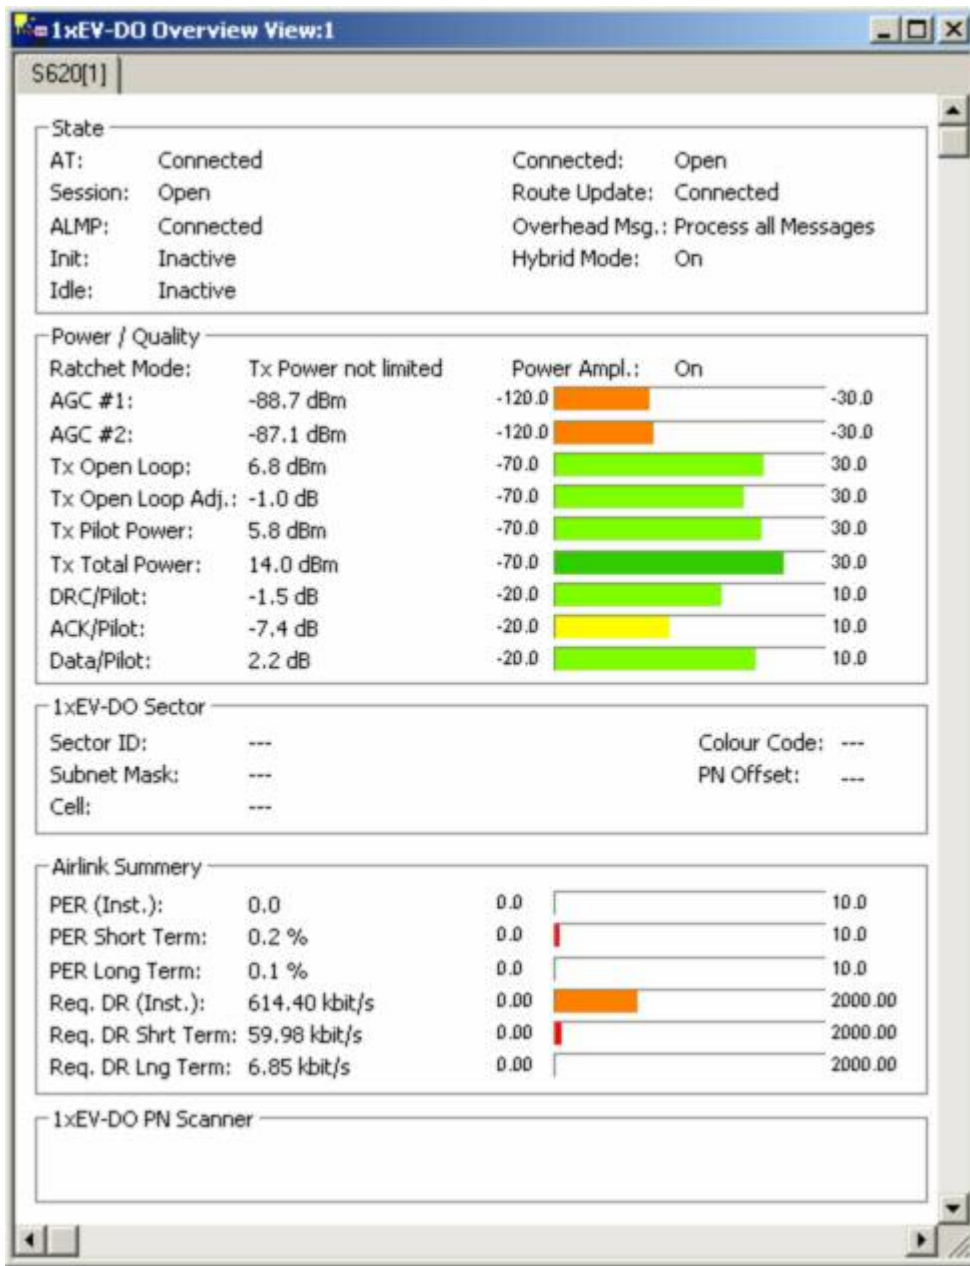 1xEV-DO Overview View:1
S620[1]
State
AT: Connected Connected: Open
Session: Open Route Update: Connected
ALMP: Connected Overhead Msg.: Process all Messages
Init: Inactive Hybrid Mode: On
Idle: Inactive
Power / Quality
Ratchet Mode: Tx Power not limited Power Ampl.: On
AGC #1: -88.7 dBm -120.0 -30.0
AGC #2: -87.1 dBm -120.0 -30.0
Tx Open Loop: 6.8 dBm -70.0 30.0
Tx Open Loop Adj.: -1.0 dB -70.0 30.0
Tx Pilot Power: 5.8 dBm -70.0 30.0
Tx Total Power: 14.0 dBm -70.0 30.0
DRC/Pilot: -1.5 dB -20.0 10.0
ACK/Pilot: -7.4 dB -20.0 10.0
Data/Pilot: 2.2 dB -20.0 10.0
1xEV-DO Sector
Sector ID: --- Colour Code: ---
Subnet Mask: --- PN Offset: ---
Cell: ---
Airlink Summery
PER (Inst.): 0.0 0.0 10.0
PER Short Term: 0.2 % 0.0 10.0
PER Long Term: 0.1 % 0.0 10.0
Req. DR (Inst.): 614.40 kbit/s 0.00 2000.00
Req. DR Shrt Term: 59.98 kbit/s 0.00 2000.00
Req. DR Lng Term: 6.85 kbit/s 0.00 2000.00
1xEV-DO PN Scanner